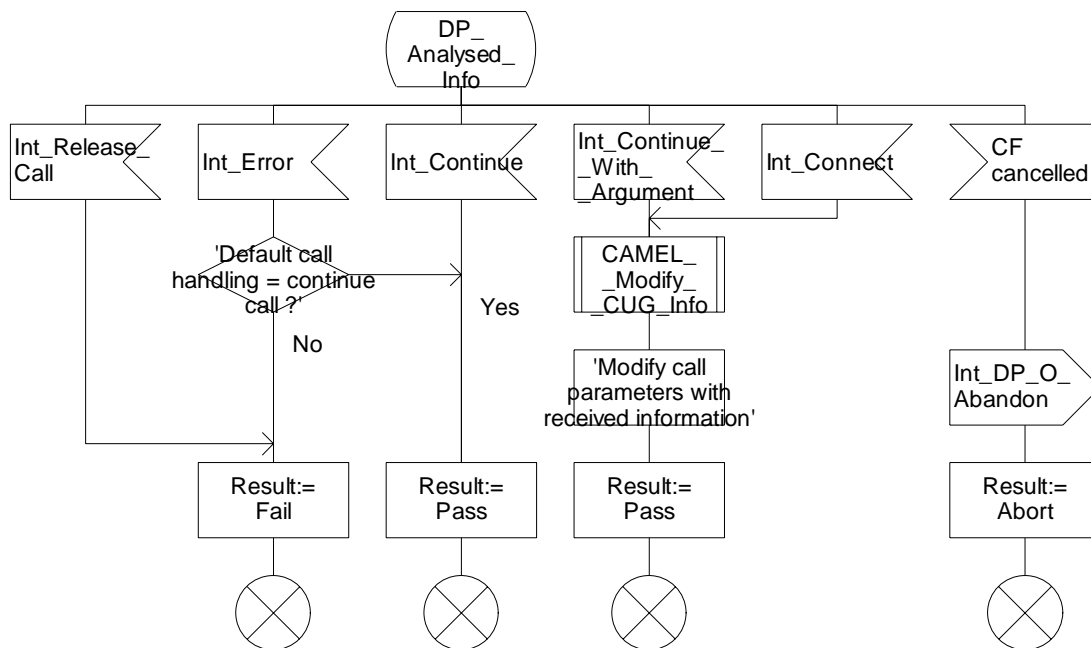 DP_
Analysed_
Info
Int_Release_
Call
Int_Error
Int_Continue
Int_Continue_
_With_
_Argument
Int_Connect
CF
cancelled
'Default call
handling = continue
call ?'
Yes
No
CAMEL_
_Modify_
_CUG_Info
'Modify call
parameters with
received information'
Int_DP_O_
Abandon
Result:=
Fail
Result:=
Pass
Result:=
Pass
Result:=
Abort